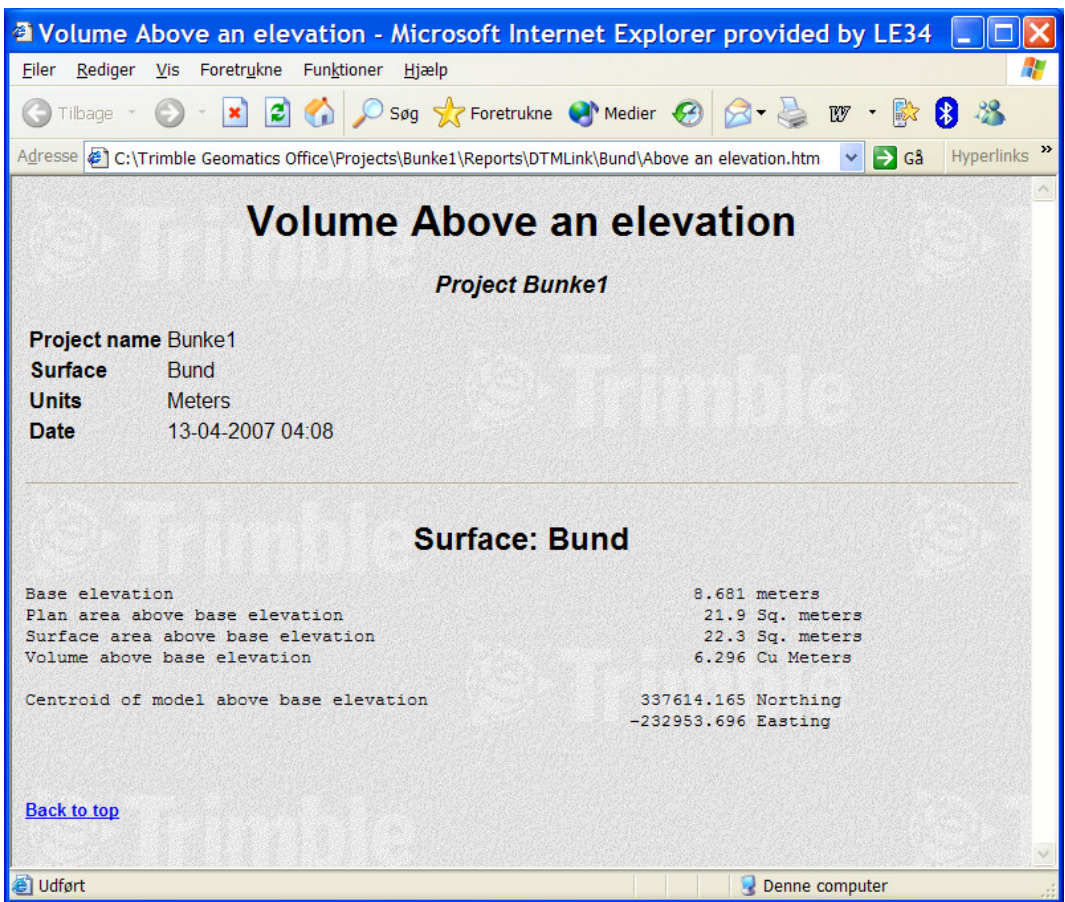 Volume Above an elevation - Microsoft Internet Explorer provided by LE34
Filer Rediger Vis Foretrukne Funktioner Hjælp
Tilbage Søg Foretrukne Medier W
Adresse C:\Trimble Geomatics Office\Projects\Bunke1\Reports\DTMLink\Bund\Above an elevation.htm Gå Hyperlinks »
Volume Above an elevation
Project Bunke1
Project name Bunke1
Surface Bund
Units Meters
Date 13-04-2007 04:08
Trimble
Surface: Bund
Base elevation 8.681 meters
Plan area above base elevation 21.9 Sq. meters
Surface area above base elevation 22.3 Sq. meters
Volume above base elevation 6.296 Cu Meters
Centroid of model above base elevation 337614.165 Northing
-232953.696 Easting
Back to top
Udført Denne computer